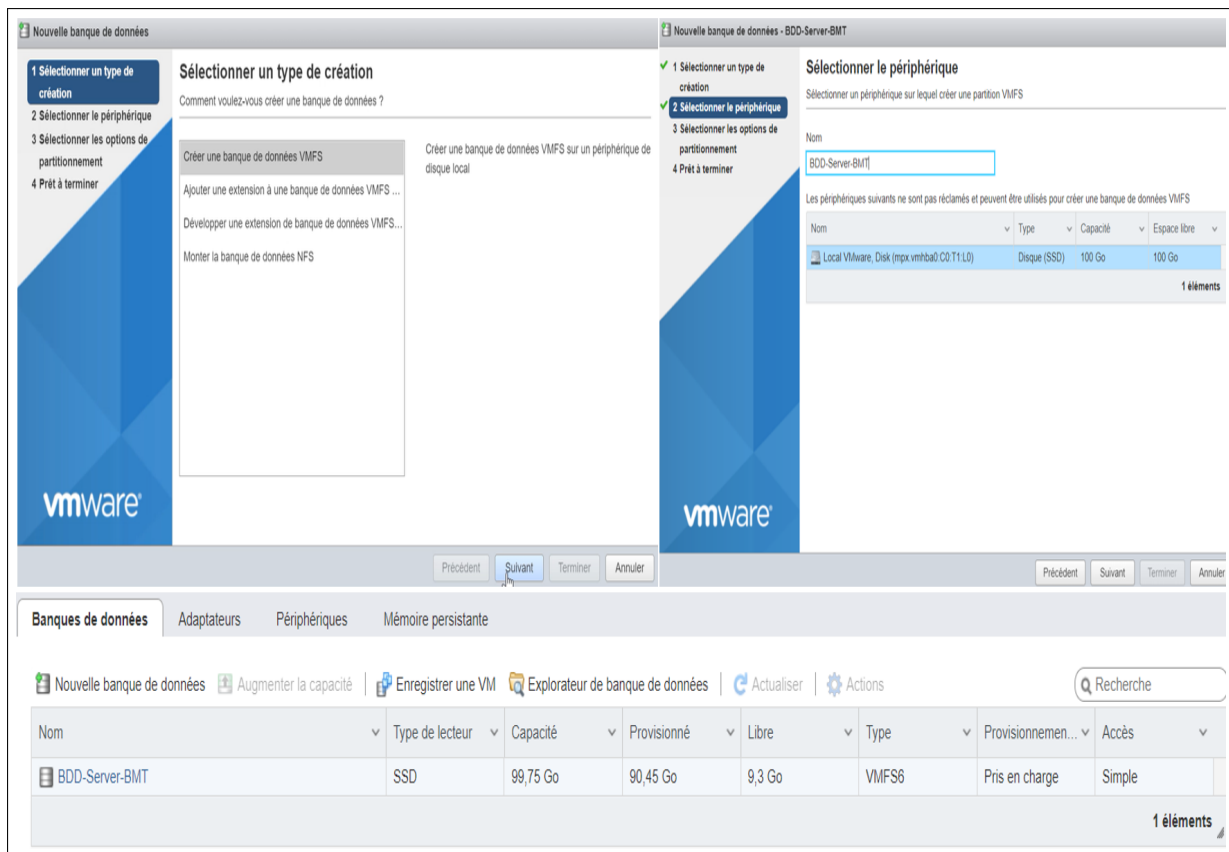 Nouvelle banque de données
1 Sélectionner un type de
création
2 Sélectionner le périphérique
3 Sélectionner les options de
partitionnement
4 Prêt à terminer
Sélectionner un type de création
Comment voulez-vous créer une banque de données ?
Créer une banque de données VMFS
Ajouter une extension à une banque de données VMFS ...
Développer une extension de banque de données VMFS...
Monter la banque de données NFS
Créer une banque de données VMFS sur un périphérique de
disque local
vmware
Précédent Suivant Terminer Annuler
Nouvelle banque de données - BDD-Server-BMT
1 Sélectionner un type de
création
2 Sélectionner le périphérique
3 Sélectionner les options de
partitionnement
4 Prêt à terminer
Sélectionner le périphérique
Sélectionner un périphérique sur lequel créer une partition VMFS
Nom
BDD-Server-BMT
Les périphériques suivants ne sont pas réclamés et peuvent être utilisés pour créer une banque de données VMFS
Nom Type Capacité Espace libre
Local VMware, Disk (mpx.vmhba0:C0:T1:L0) Disque (SSD) 100 Go 100 Go
1 éléments
vmware
Précédent Suivant Terminer Annuler
Banques de données Adaptateurs Périphériques Mémoire persistante
Nouvelle banque de données Augmenter la capacité Enregistrer une VM Explorateur de banque de données Actualiser Actions Recherche
Nom Type de lecteur Capacité Provisionné Libre Type Provisionnemen... Accès
BDD-Server-BMT SSD 99,75 Go 90,45 Go 9,3 Go VMFS6 Pris en charge Simple
1 éléments